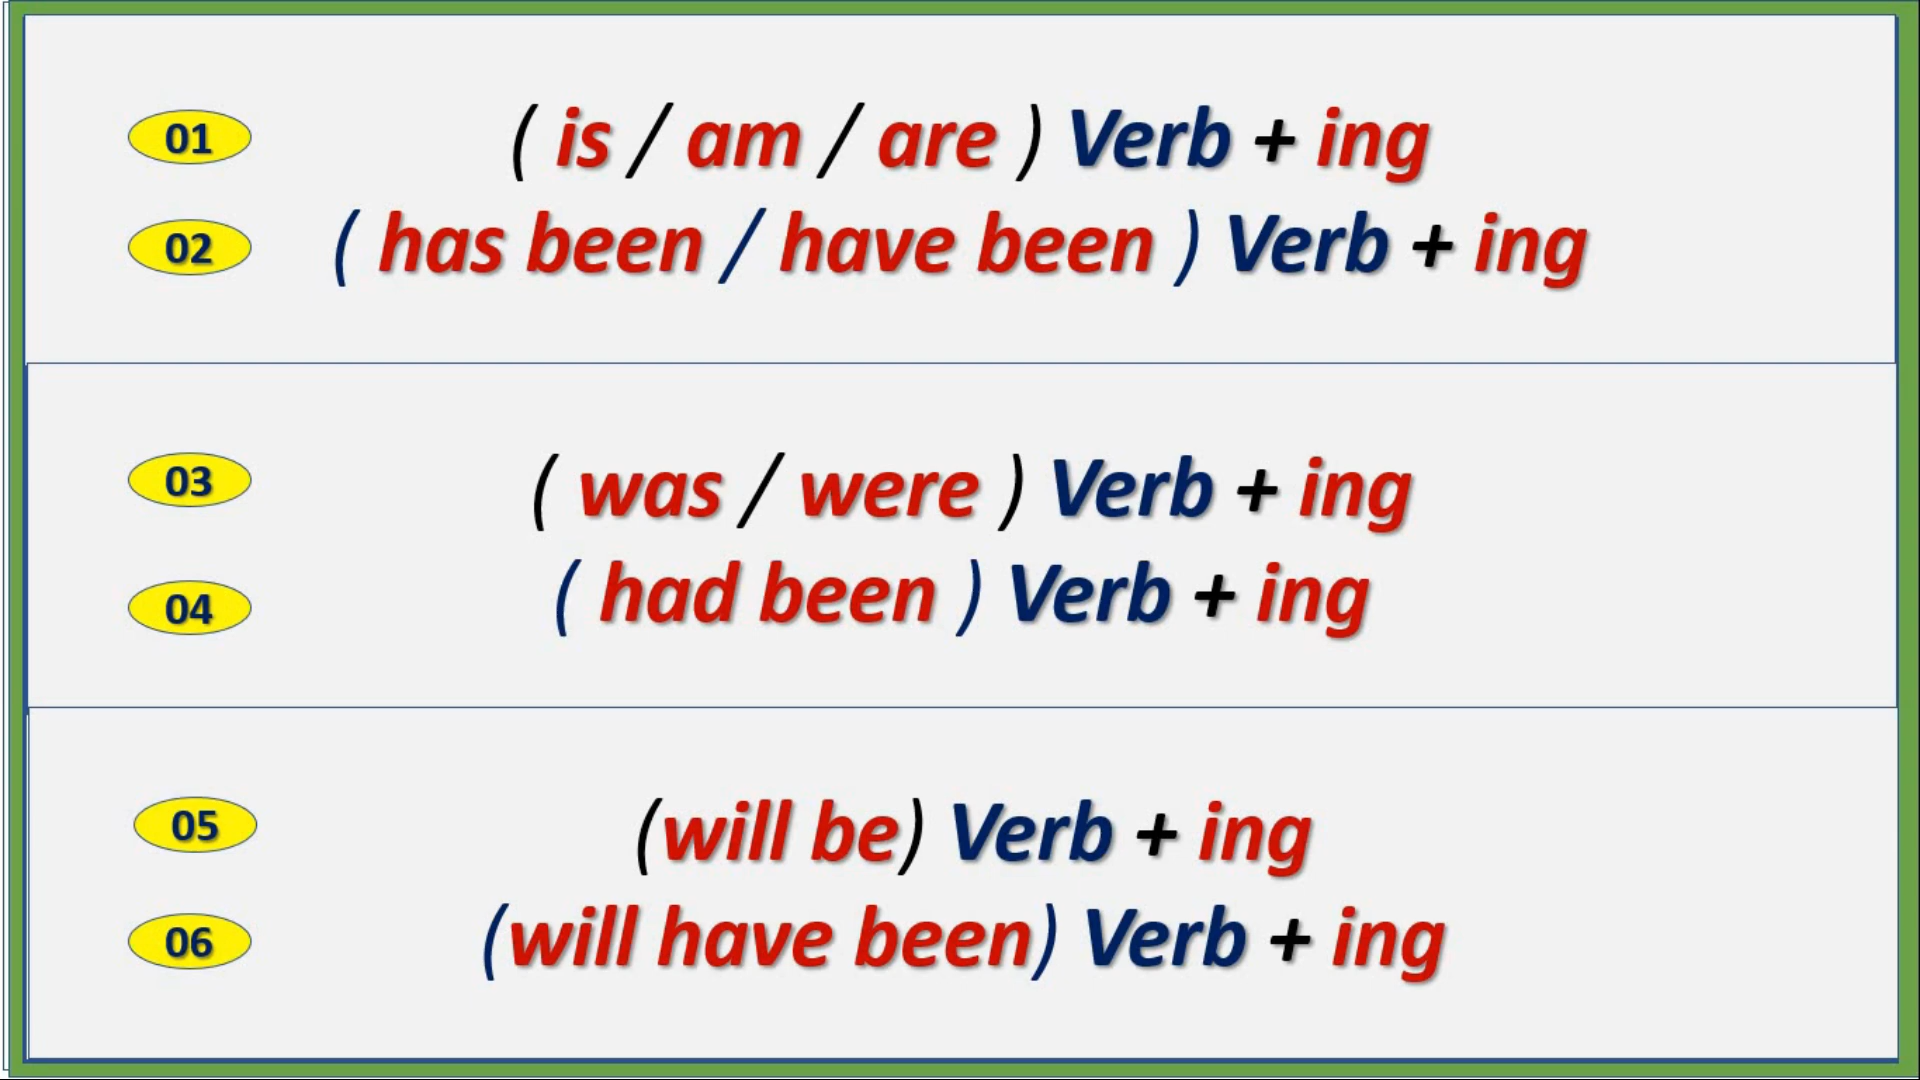 01 ( is / am / are ) Verb + ing
02 ( has been / have been ) Verb + ing
03 ( was / were ) Verb + ing
04 ( had been ) Verb + ing
05 (will be) Verb + ing
06 (will have been) Verb + ing